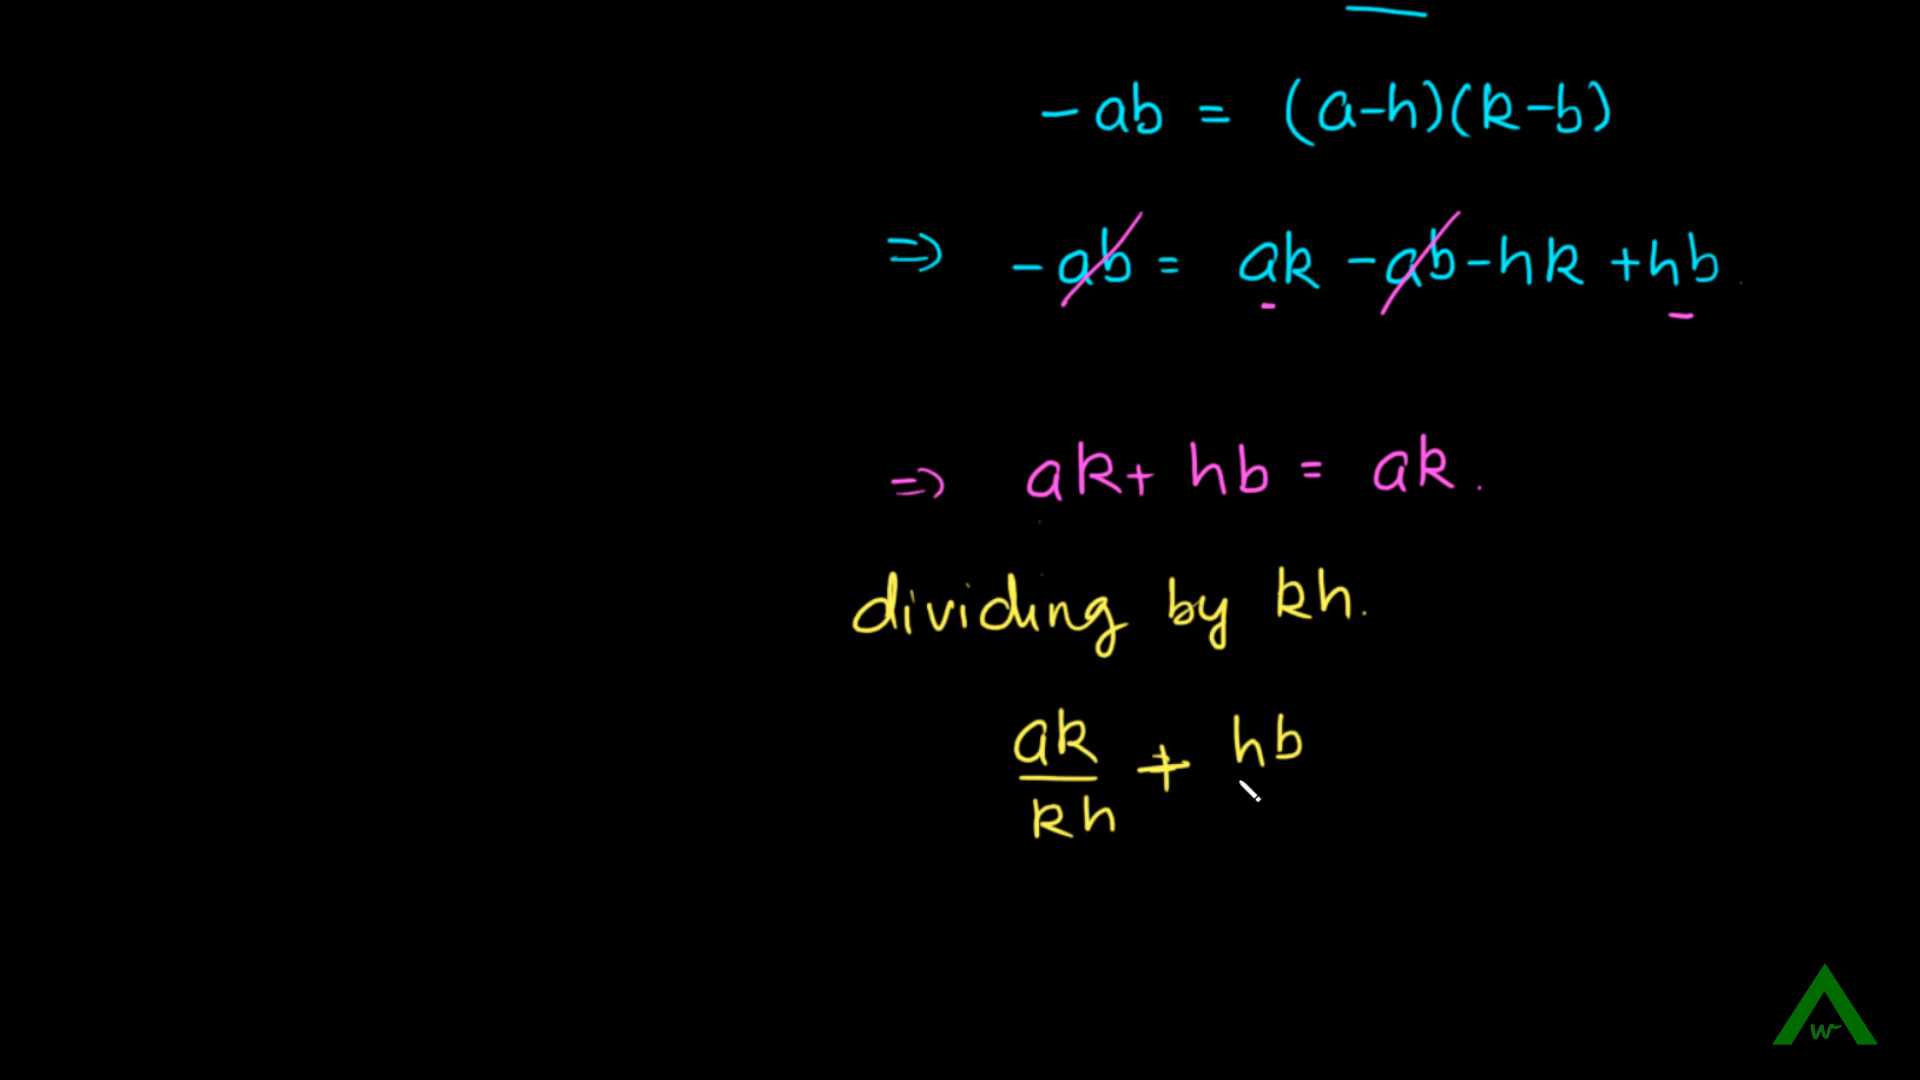 -ab = (a-h)(k-b)
⇒ -ab = ak -ab -hk +hb.
⇒ ak + hb = ak.
dividing by kh.
ak/kh + hb
w